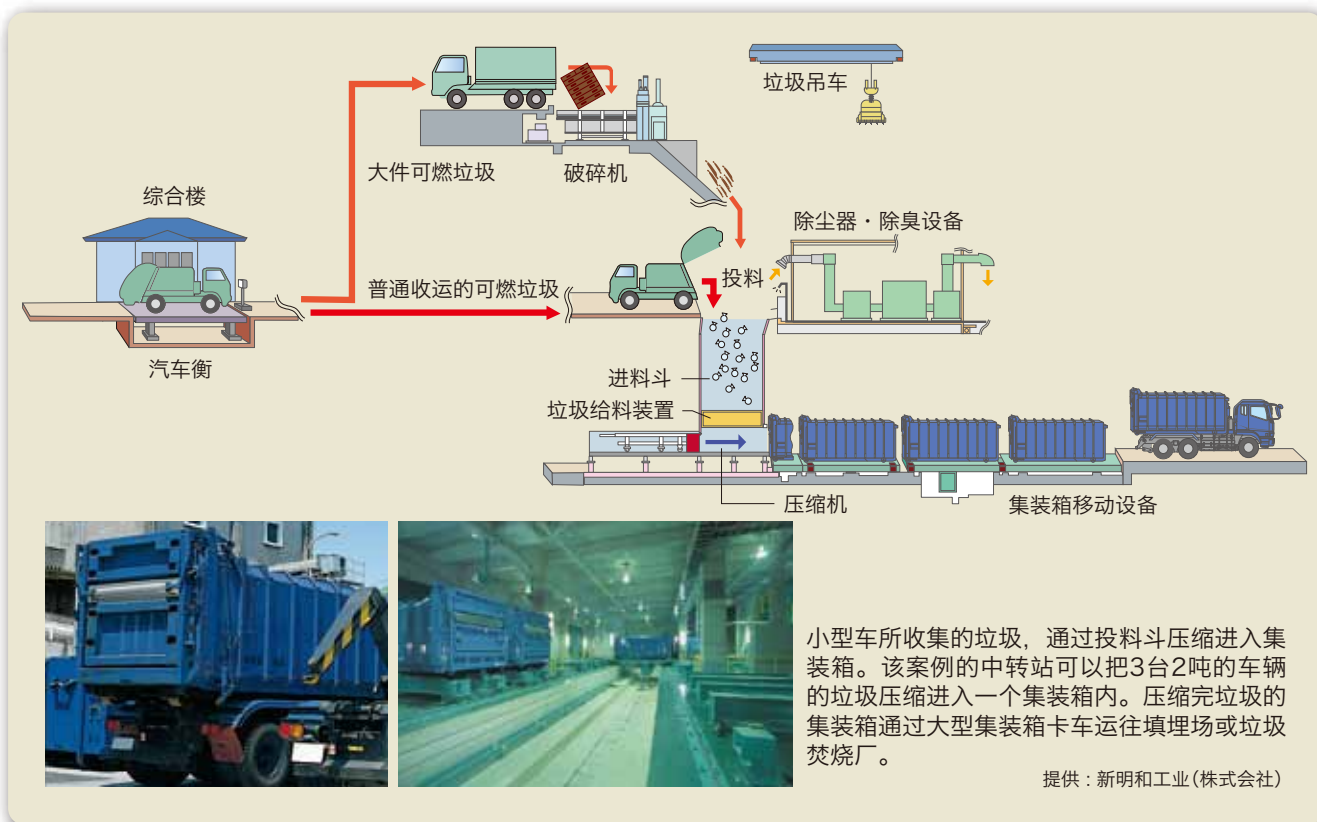 垃圾吊车
大件可燃垃圾
破碎机
综合楼
除尘器・除臭设备
普通收运的可燃垃圾
投料
汽车衡
进料斗
垃圾给料装置
压缩机
集装箱移动设备
小型车所收集的垃圾，通过投料斗压缩进入集
装箱。该案例的中转站可以把3台2吨的车辆
的垃圾压缩进入一个集装箱内。压缩完垃圾的
集装箱通过大型集装箱卡车运往填埋场或垃圾
焚烧厂。
提供：新明和工业(株式会社)